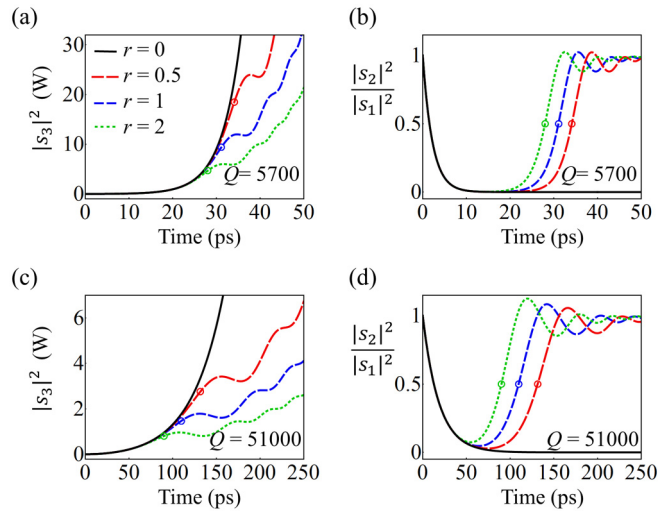 (a)
|s₃|² (W)
30
20
10
0
r = 0
r = 0.5
r = 1
r = 2
Q = 5700
0 10 20 30 40 50
Time (ps)
(b)
|s₂|²
|s₁|²
1
0.5
0
Q = 5700
0 10 20 30 40 50
Time (ps)
(c)
|s₃|² (W)
6
4
2
0
Q = 51000
0 50 100 150 200 250
Time (ps)
(d)
|s₂|²
|s₁|²
1
0.5
0
Q = 51000
0 50 100 150 200 250
Time (ps)